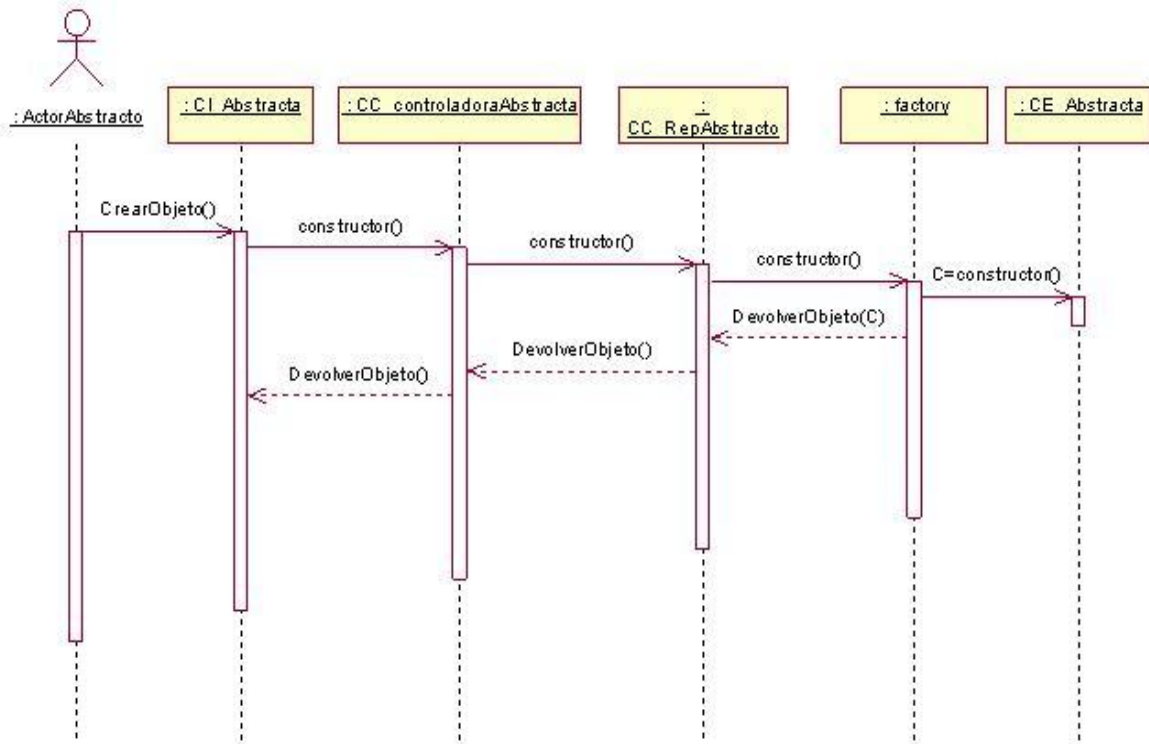 : ActorAbstracto
: CI_Abstracta
: CC_controladoraAbstracta
:
CC_RepAbstracto
: factory
: CE_Abstracta
CrearObjeto()
constructor()
constructor()
constructor()
C=constructor()
DevolverObjeto(C)
DevolverObjeto()
DevolverObjeto()